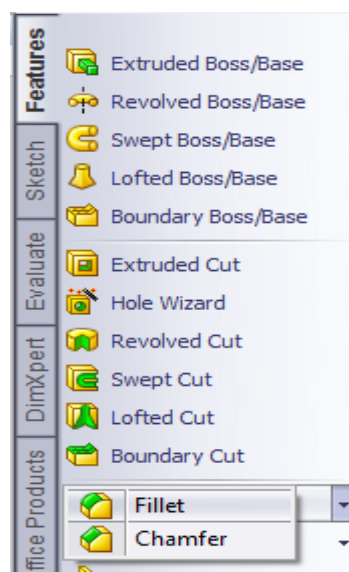 Features
Extruded Boss/Base
Revolved Boss/Base
Swept Boss/Base
Lofted Boss/Base
Boundary Boss/Base
Sketch
Evaluate
Extruded Cut
Hole Wizard
Revolved Cut
Swept Cut
Lofted Cut
Boundary Cut
DimXpert
ffice Products
Fillet
Chamfer